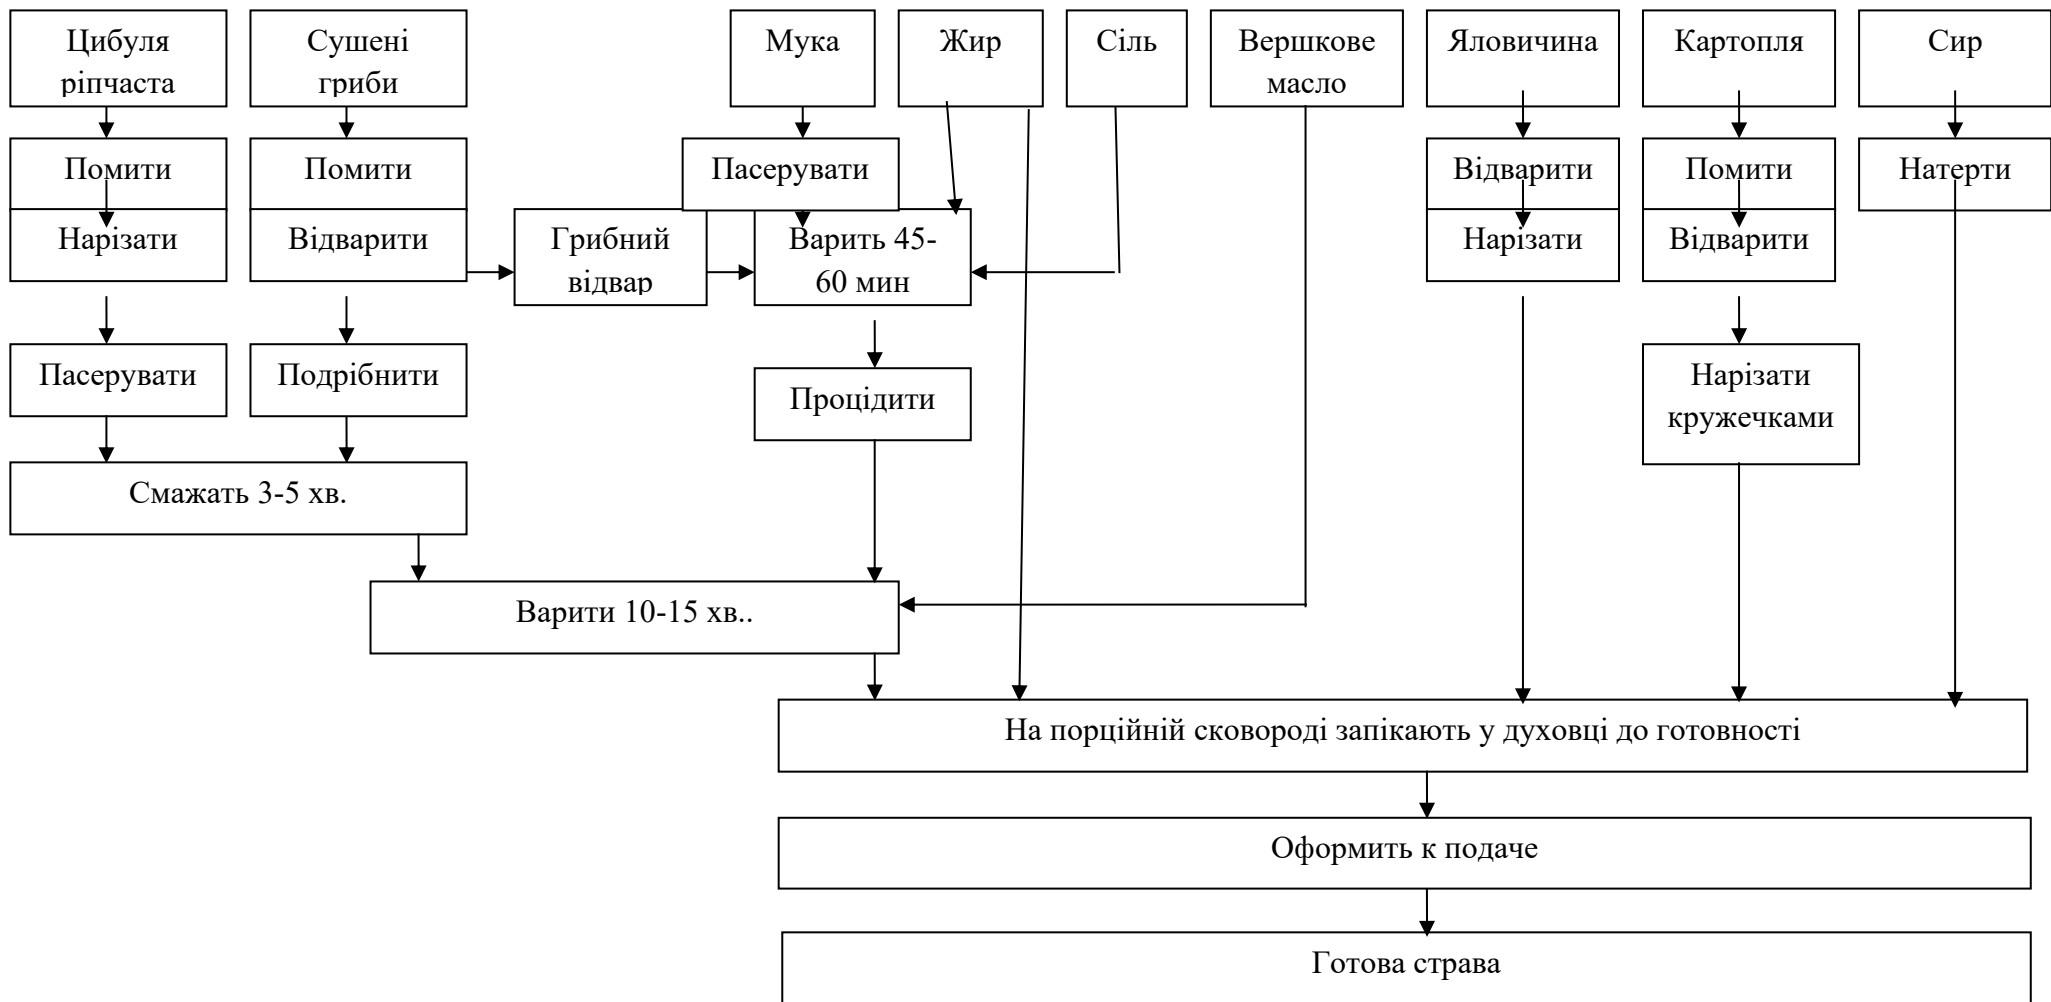 Цибуля
ріпчаста
Сушені
гриби
Мука
Жир
Сіль
Вершкове
масло
Яловичина
Картопля
Сир
Помити
Помити
Пасерувати
Відварити
Помити
Натерти
Нарізати
Відварити
Грибний
відвар
Варить 45-
60 мин
Нарізати
Відварити
Пасерувати
Подрібнити
Процідити
Нарізати
кружечками
Смажать 3-5 хв.
Варити 10-15 хв..
На порційній сковороді запікають у духовці до готовності
Оформить к подаче
Готова страва